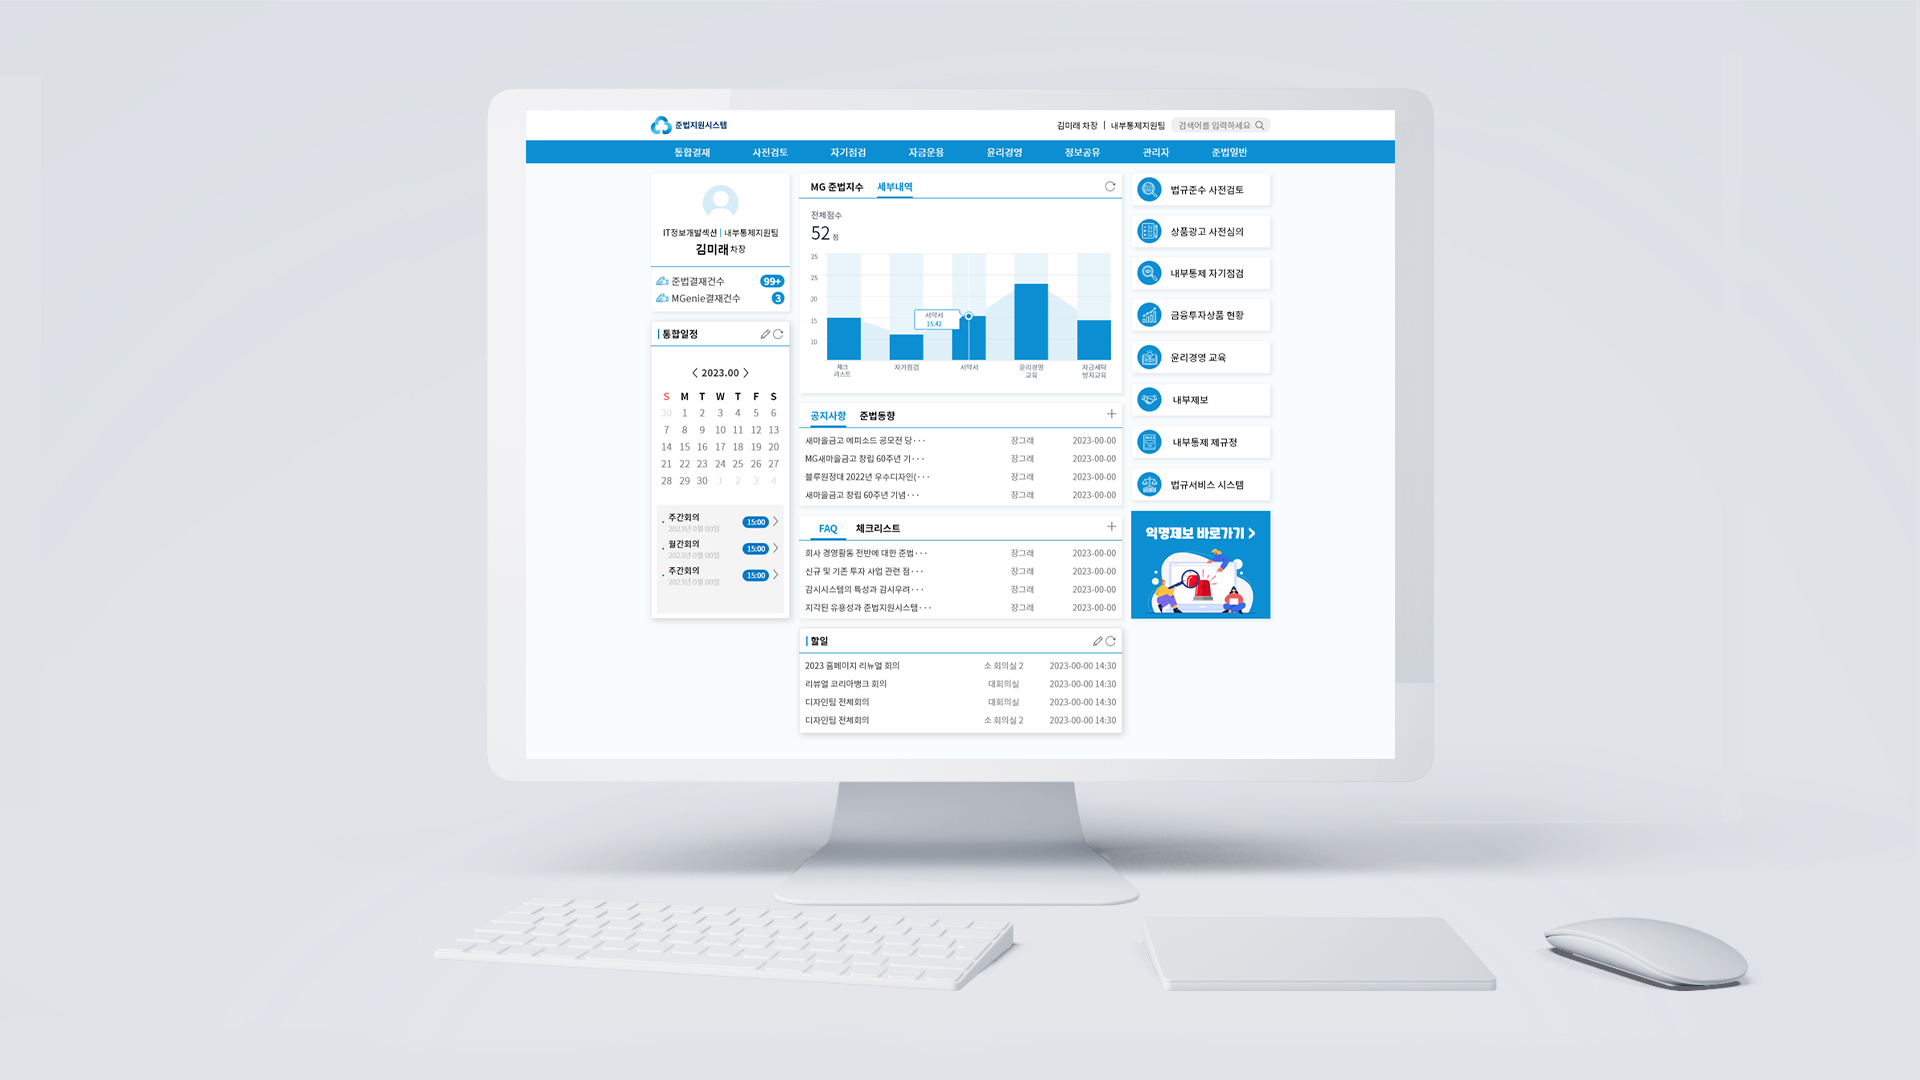 준법지원시스템
김미래 차장 | 내부통제지원팀
검색어를 입력하세요
통합결재 사전검토 자기점검 자금운용 윤리경영 정보공유 관리자 준법일반
IT정보개발섹션 | 내부통제지원팀
김미래 차장
준법결재건수 99+
MGenie결재건수 3
통합일정
< 2023.00 >
S M T W T F S
30 1 2 3 4 5 6
7 8 9 10 11 12 13
14 15 16 17 18 19 20
21 22 23 24 25 26 27
28 29 30 1 2 3 4
주간회의
2023년 0월 00일
15:00
월간회의
2023년 0월 00일
15:00
주간회의
2023년 0월 00일
15:00
MG 준법지수 세부내역
전체점수
52 점
25
25
20
15
10
서약서
15.42
체크
리스트
자가점검
서약서
윤리경영
교육
자금세탁
방지교육
공지사항 준법동향
새마을금고 에피소드 공모전 당··· 장그래 2023-00-00
MG새마을금고 창립 60주년 기··· 장그래 2023-00-00
블루원정대 2022년 우수디자인(··· 장그래 2023-00-00
새마을금고 창립 60주년 기념··· 장그래 2023-00-00
FAQ 체크리스트
회사 경영활동 전반에 대한 준법··· 장그래 2023-00-00
신규 및 기존 투자 사업 관련 점··· 장그래 2023-00-00
감시시스템의 특성과 감시우려··· 장그래 2023-00-00
지각된 유용성과 준법지원시스템··· 장그래 2023-00-00
할일
2023 홈페이지 리뉴얼 회의 소 회의실 2 2023-00-00 14:30
리뷰얼 코리아뱅크 회의 대회의실 2023-00-00 14:30
디자인팀 전체회의 대회의실 2023-00-00 14:30
디자인팀 전체회의 소 회의실 2 2023-00-00 14:30
법규준수 사전검토
상품광고 사전심의
내부통제 자기점검
금융투자상품 현황
윤리경영 교육
내부제보
내부통제 제규정
법규서비스 시스템
익명제보 바로가기 >